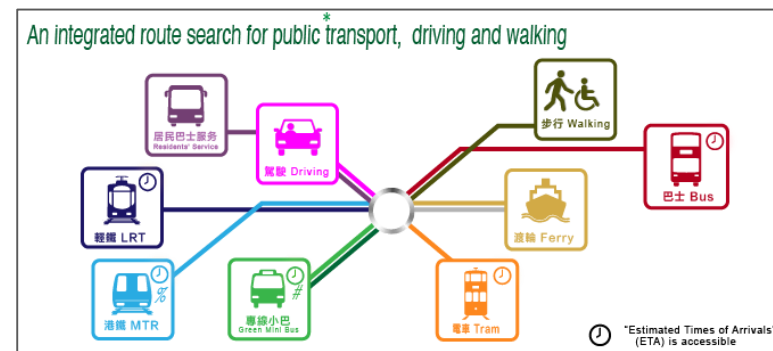 An integrated route search for public transport*, driving and walking
居民巴士服务
Residents' Service
駕駛 Driving
步行 Walking
巴士 Bus
輕鐵 LRT
渡輪 Ferry
%
港鐵 MTR
#
專線小巴
Green Mini Bus
電車 Tram
"Estimated Times of Arrivals"
(ETA) is accessible